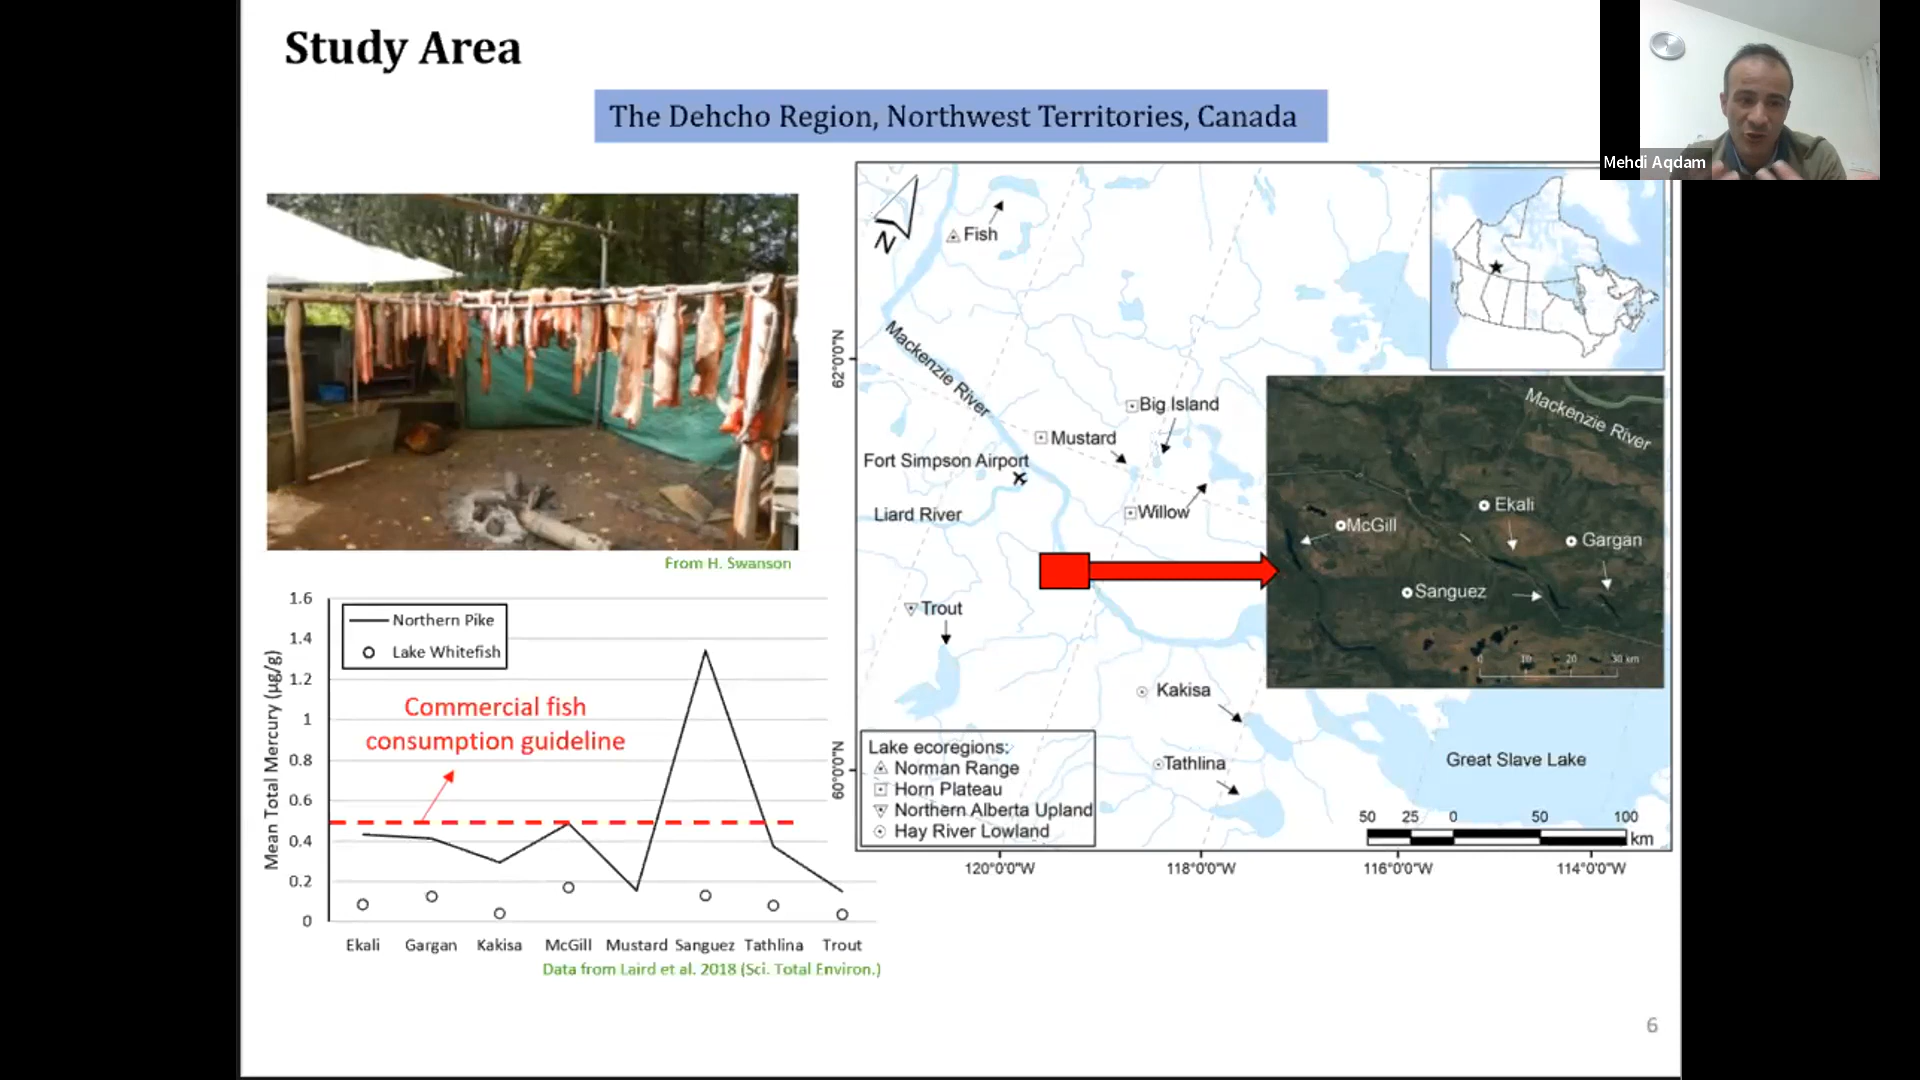 Study Area
The Dehcho Region, Northwest Territories, Canada
Mehdi Aqdam
From H. Swanson
1.6
1.4
1.2
1
0.8
0.6
0.4
0.2
0
Mean Total Mercury (µg/g)
Northern Pike
Lake Whitefish
Commercial fish
consumption guideline
Ekali Gargan Kakisa McGill Mustard Sanguez Tathlina Trout
Data from Laird et al. 2018 (Sci. Total Environ.)
N
Fish
62°0'0"N
Mackenzie River
Big Island
Mustard
Fort Simpson Airport
Liard River
Willow
Trout
Kakisa
Tathlina
60°0'0"N
Great Slave Lake
Lake ecoregions:
Norman Range
Horn Plateau
Northern Alberta Upland
Hay River Lowland
50 25 0 50 100
km
120°0'0"W 118°0'0"W 116°0'0"W 114°0'0"W
Mackenzie River
Ekali
McGill
Gargan
Sanguez
0 10 20 30 km
6